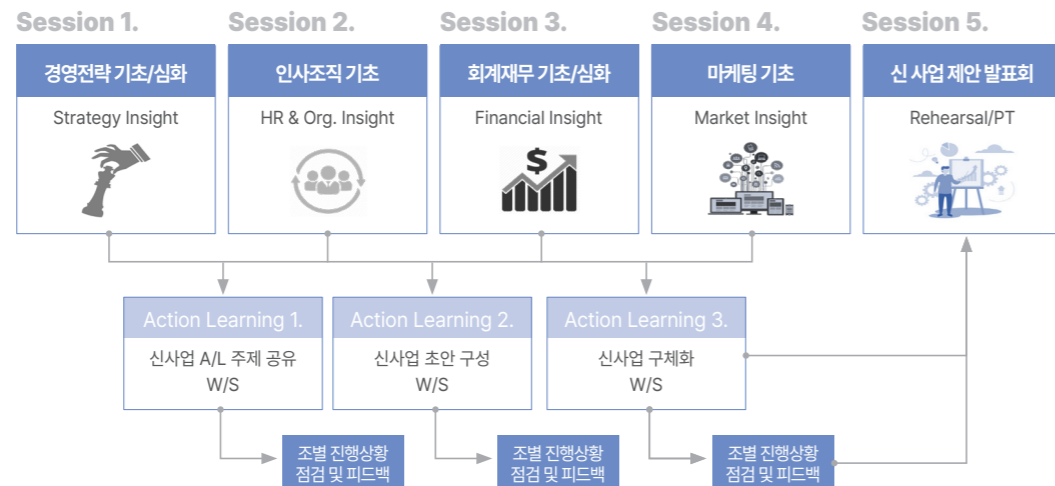 Session 1.
Session 2.
Session 3.
Session 4.
Session 5.
경영전략 기초/심화
인사조직 기초
회계재무 기초/심화
마케팅 기초
신 사업 제안 발표회
Strategy Insight
HR & Org. Insight
Financial Insight
Market Insight
Rehearsal/PT
$
Action Learning 1.
Action Learning 2.
Action Learning 3.
신사업 A/L 주제 공유
W/S
신사업 초안 구성
W/S
신사업 구체화
W/S
조별 진행상황
점검 및 피드백
조별 진행상황
점검 및 피드백
조별 진행상황
점검 및 피드백